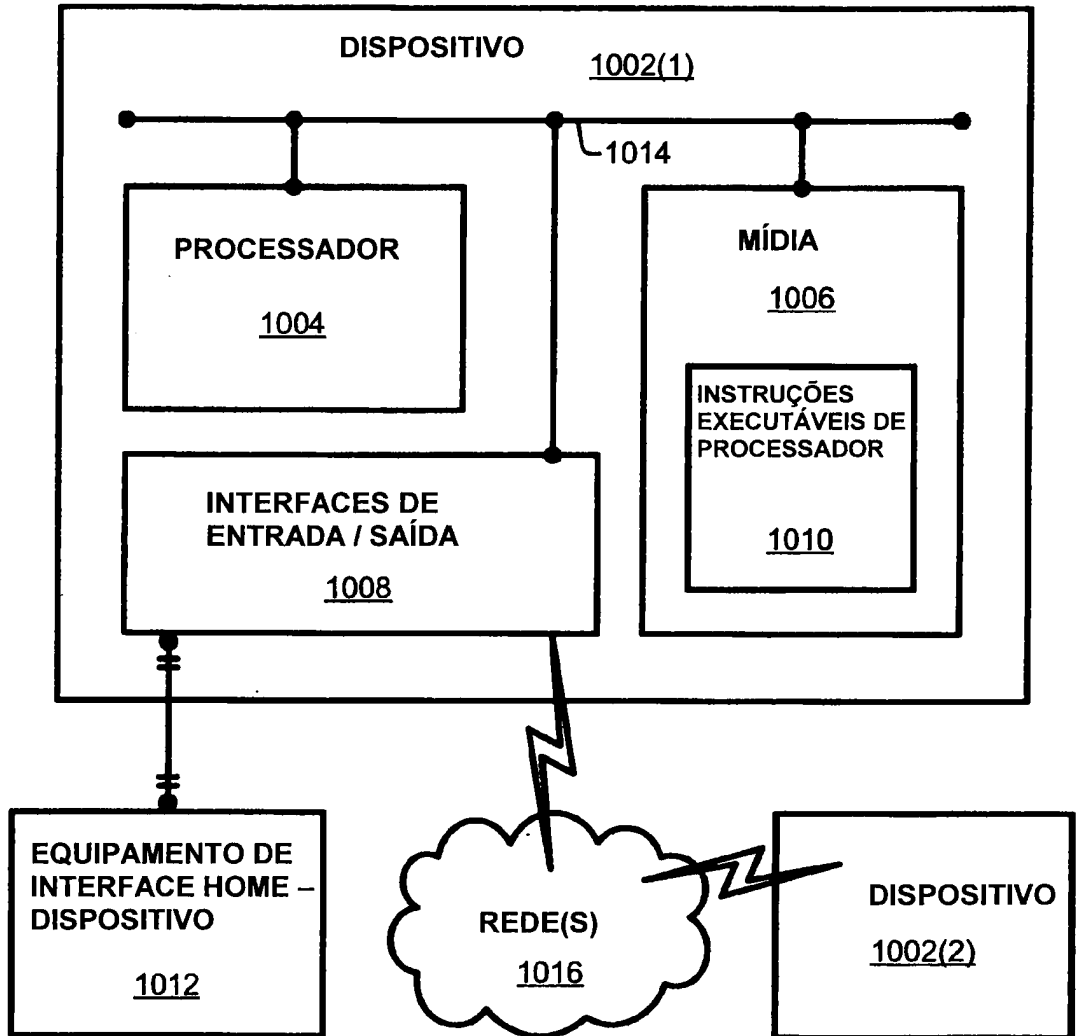 DISPOSITIVO
1002(1)
1014
PROCESSADOR
1004
MÍDIA
1006
INSTRUÇÕES
EXECUTÁVEIS DE
PROCESSADOR
1010
INTERFACES DE
ENTRADA / SAÍDA
1008
EQUIPAMENTO DE
INTERFACE HOME –
DISPOSITIVO
1012
REDE(S)
1016
DISPOSITIVO
1002(2)